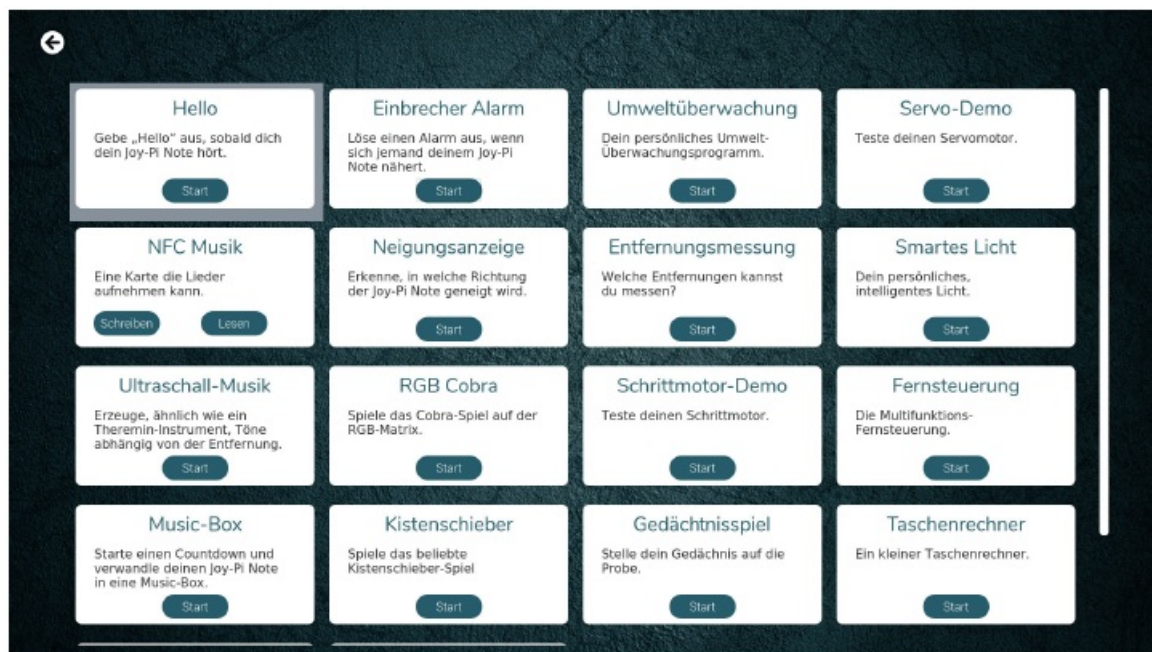 Hello
Gebe „Hello“ aus, sobald dich
dein Joy-Pi Note hört.
Start
Einbrecher Alarm
Löse einen Alarm aus, wenn
sich jemand deinem Joy-Pi
Note nähert.
Start
Umweltüberwachung
Dein persönliches Umwelt-
Überwachungsprogramm.
Start
Servo-Demo
Teste deinen Servomotor.
Start
NFC Musik
Eine Karte die Lieder
aufnehmen kann.
Schreiben
Lesen
Neigungsanzeige
Erkenne, in welche Richtung
der Joy-Pi Note geneigt wird.
Start
Entfernungsmessung
Welche Entfernungen kannst
du messen?
Start
Smartes Licht
Dein persönliches,
intelligentes Licht.
Start
Ultraschall-Musik
Erzeuge, ähnlich wie ein
Theremin-Instrument, Töne
abhängig von der Entfernung.
Start
RGB Cobra
Spiele das Cobra-Spiel auf der
RGB-Matrix.
Start
Schrittmotor-Demo
Teste deinen Schrittmotor.
Start
Fernsteuerung
Die Multifunktions-
Fernsteuerung.
Start
Music-Box
Starte einen Countdown und
verwandle deinen Joy-Pi Note
in eine Music-Box.
Start
Kistenschieber
Spiele das beliebte
Kistenschieber-Spiel
Start
Gedächtnisspiel
Stelle dein Gedächnis auf die
Probe.
Start
Taschenrechner
Ein kleiner Taschenrechner.
Start